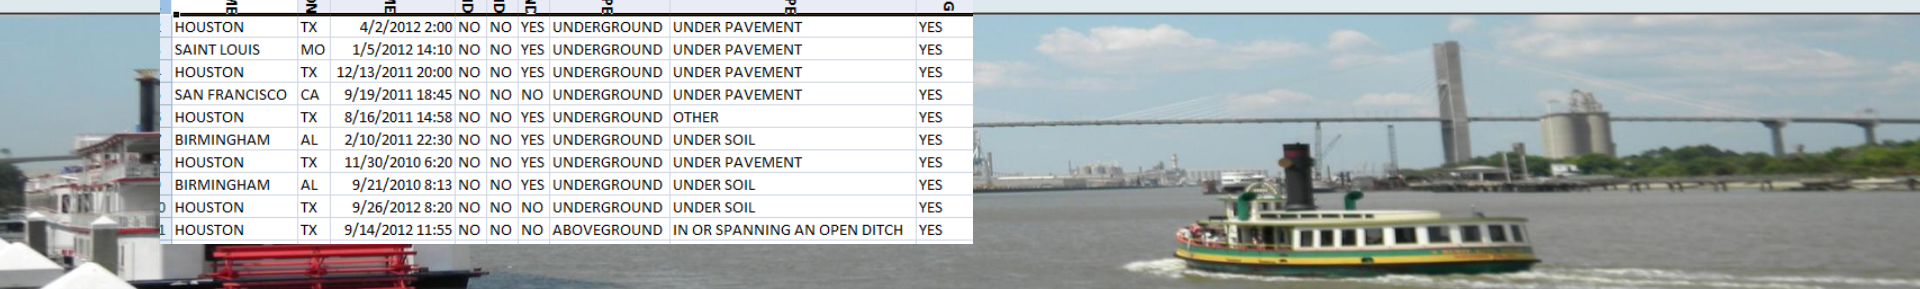 HOUSTON TX 4/2/2012 2:00 NO NO YES UNDERGROUND UNDER PAVEMENT YES
SAINT LOUIS MO 1/5/2012 14:10 NO NO YES UNDERGROUND UNDER PAVEMENT YES
HOUSTON TX 12/13/2011 20:00 NO NO YES UNDERGROUND UNDER PAVEMENT YES
SAN FRANCISCO CA 9/19/2011 18:45 NO NO NO UNDERGROUND UNDER PAVEMENT YES
HOUSTON TX 8/16/2011 14:58 NO NO YES UNDERGROUND OTHER YES
BIRMINGHAM AL 2/10/2011 22:30 NO NO YES UNDERGROUND UNDER SOIL YES
HOUSTON TX 11/30/2010 6:20 NO NO YES UNDERGROUND UNDER PAVEMENT YES
BIRMINGHAM AL 9/21/2010 8:13 NO NO YES UNDERGROUND UNDER SOIL YES
HOUSTON TX 9/26/2012 8:20 NO NO NO UNDERGROUND UNDER SOIL YES
HOUSTON TX 9/14/2012 11:55 NO NO NO ABOVEGROUND IN OR SPANNING AN OPEN DITCH YES